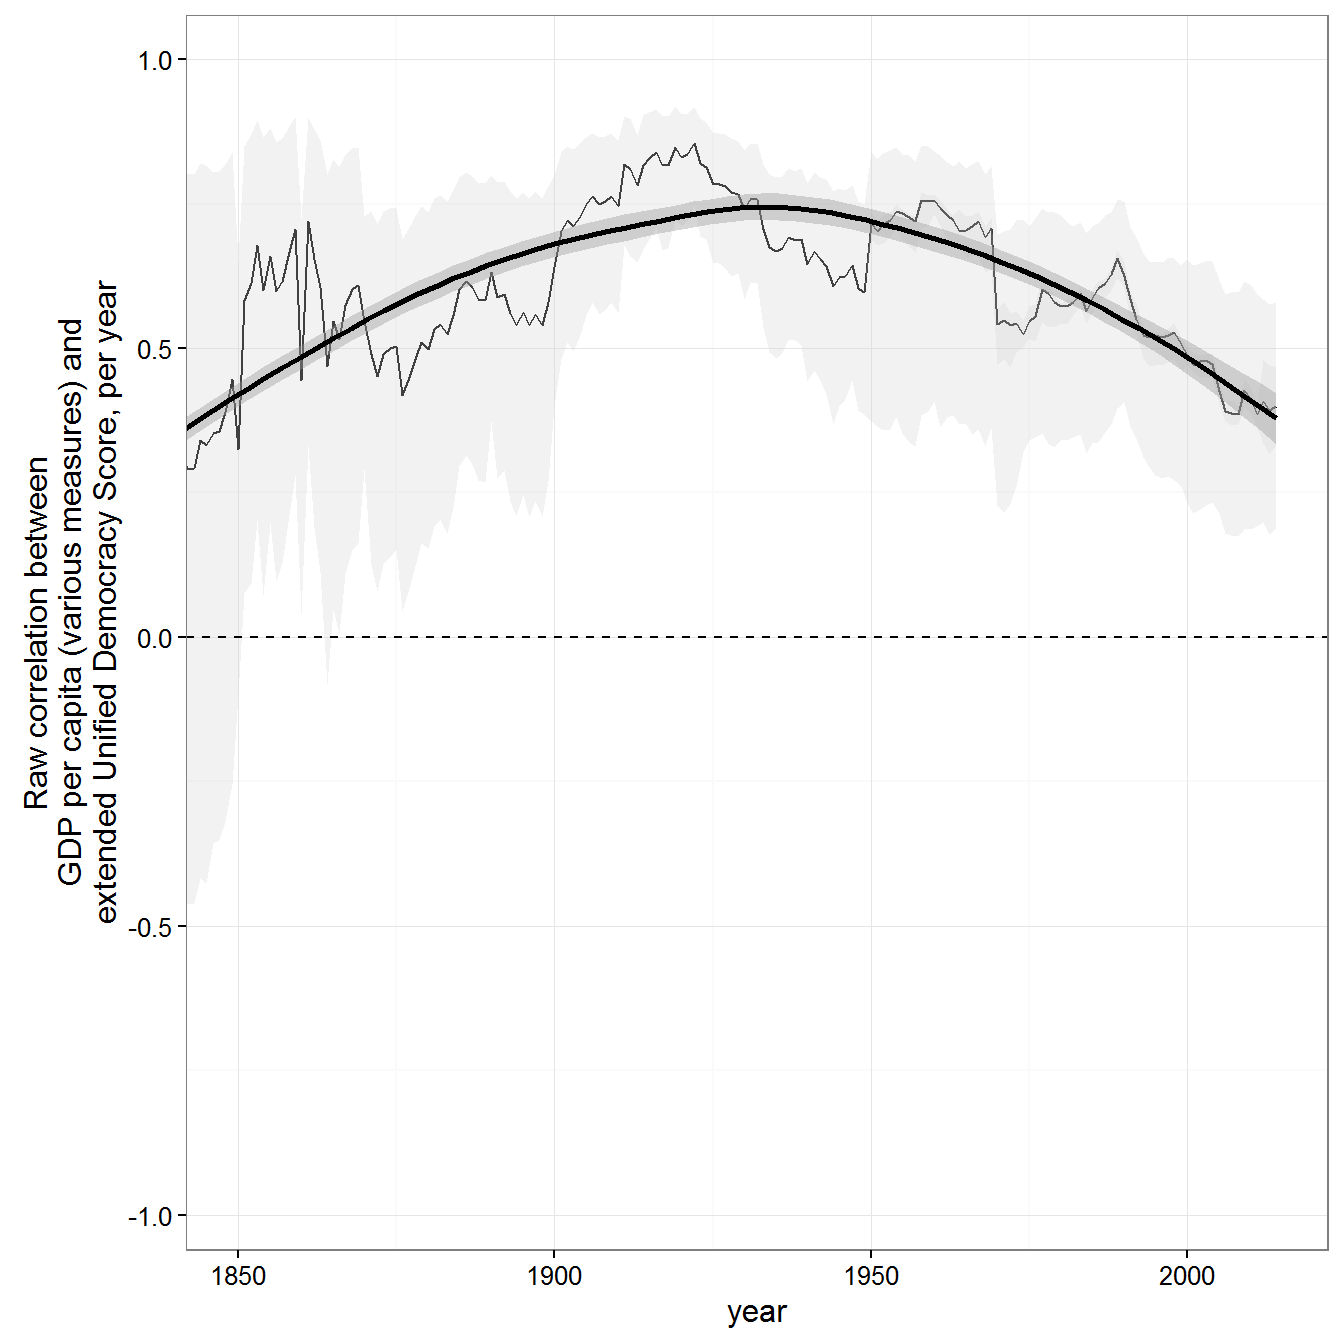 Raw correlation between
GDP per capita (various measures) and
extended Unified Democracy Score, per year
1.0
0.5
0.0
-0.5
-1.0
1850
1900
1950
2000
year